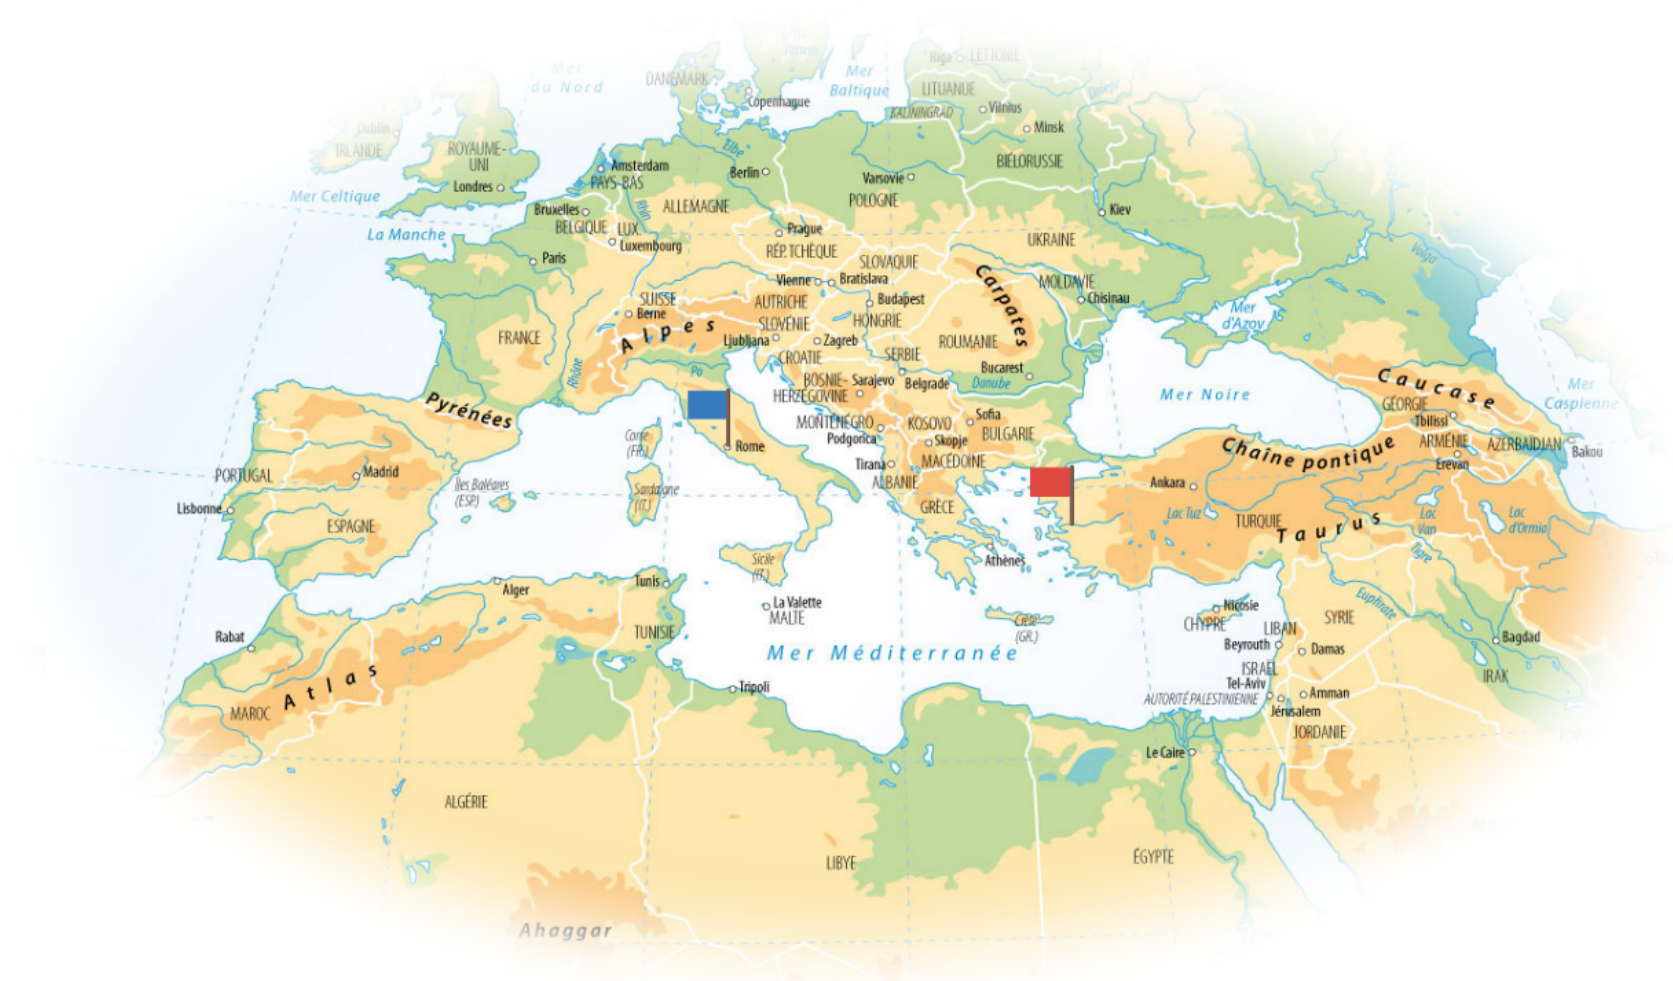 Mer
du Nord
DANEMARK
Copenhague
Mer
Baltique
Riga
LETTONIE
LITUANUE
KALININGRAD
Vilnius
Minsk
BIÉLORUSSIE
Dniepr
Dublin
IRLANDE
ROYAUME-
UNI
Londres
Mer Celtique
La Manche
Amsterdam
PAYS-BAS
Bruxelles
BELGIQUE
LUX.
Luxembourg
Rhin
Elbe
Berlin
ALLEMAGNE
Varsovie
POLOGNE
Kiev
UKRAINE
Volga
Paris
Prague
RÉP. TCHÈQUE
SLOVAQUIE
Vienne
Bratislava
Carpates
MOLDAVIE
Chisinau
SUISSE
Berne
AUTRICHE
Budapest
HONGRIE
Alpes
SLOVÉNIE
Ljubljana
Zagreb
CROATIE
FRANCE
Rhône
Po
SERBIE
ROUMANIE
Bucarest
Danube
Belgrade
BOSNIE-
HERZÉGOVINE
Sarajevo
Mer
d'Azov
Mer Noire
Caucase
GÉORGIE
Tbilissi
Mer
Caspienne
Pyrénées
Corse
(FR.)
Rome
MONTÉNÉGRO
Podgorica
KOSOVO
Sofia
BULGARIE
Skopje
MACÉDOINE
Tirana
ALBANIE
GRÈCE
Athènes
Chaîne pontique
ARMÉNIE
Erevan
AZERBAÏDJAN
Bakou
PORTUGAL
Lisbonne
Madrid
ESPAGNE
Îles Baléares
(ESP.)
Sardaigne
(IT.)
Ankara
Lac Tuz
TURQUIE
Taurus
Lac
Van
Lac
d'Ormia
Tigre
Euphrate
Sicile
(IT.)
Alger
Tunis
TUNISIE
La Valette
MALTE
Crète
(GR.)
Nicosie
CHYPRE
LIBAN
Beyrouth
SYRIE
Damas
Bagdad
IRAK
Rabat
MAROC
Atlas
Mer Méditerranée
Tripoli
ISRAËL
Tel-Aviv
AUTORITÉ PALESTINIENNE
Amman
Jérusalem
JORDANIE
Le Caire
ALGÉRIE
LIBYE
ÉGYPTE
Ahaggar